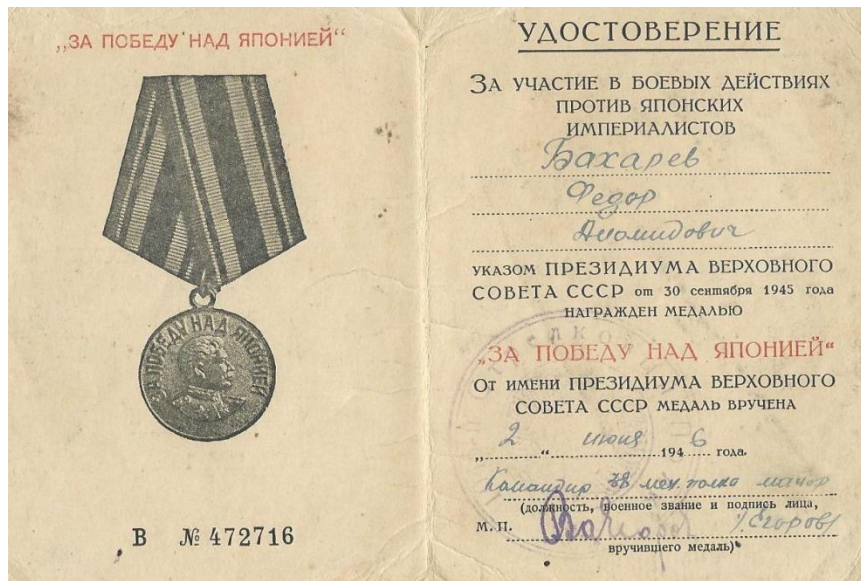 „ЗА ПОБЕДУ НАД ЯПОНИЕЙ“
ЗА ПОБЕДУ НАД ЯПОНИЕЙ
В № 472716
УДОСТОВЕРЕНИЕ
ЗА УЧАСТИЕ В БОЕВЫХ ДЕЙСТВИЯХ
ПРОТИВ ЯПОНСКИХ
ИМПЕРИАЛИСТОВ
Бахарев
Федор
Диомидович
УКАЗОМ ПРЕЗИДИУМА ВЕРХОВНОГО
СОВЕТА СССР от 30 сентября 1945 года
НАГРАЖДЕН МЕДАЛЬЮ
„ЗА ПОБЕДУ НАД ЯПОНИЕЙ“
ОТ ИМЕНИ ПРЕЗИДИУМА ВЕРХОВНОГО
СОВЕТА СССР МЕДАЛЬ ВРУЧЕНА
„ 2 “ июня 194 6 ГОДА.
Командир мех. полка майор
(должность, военное звание и подпись лица,
М. П. /Егоров/
вручившего медаль)